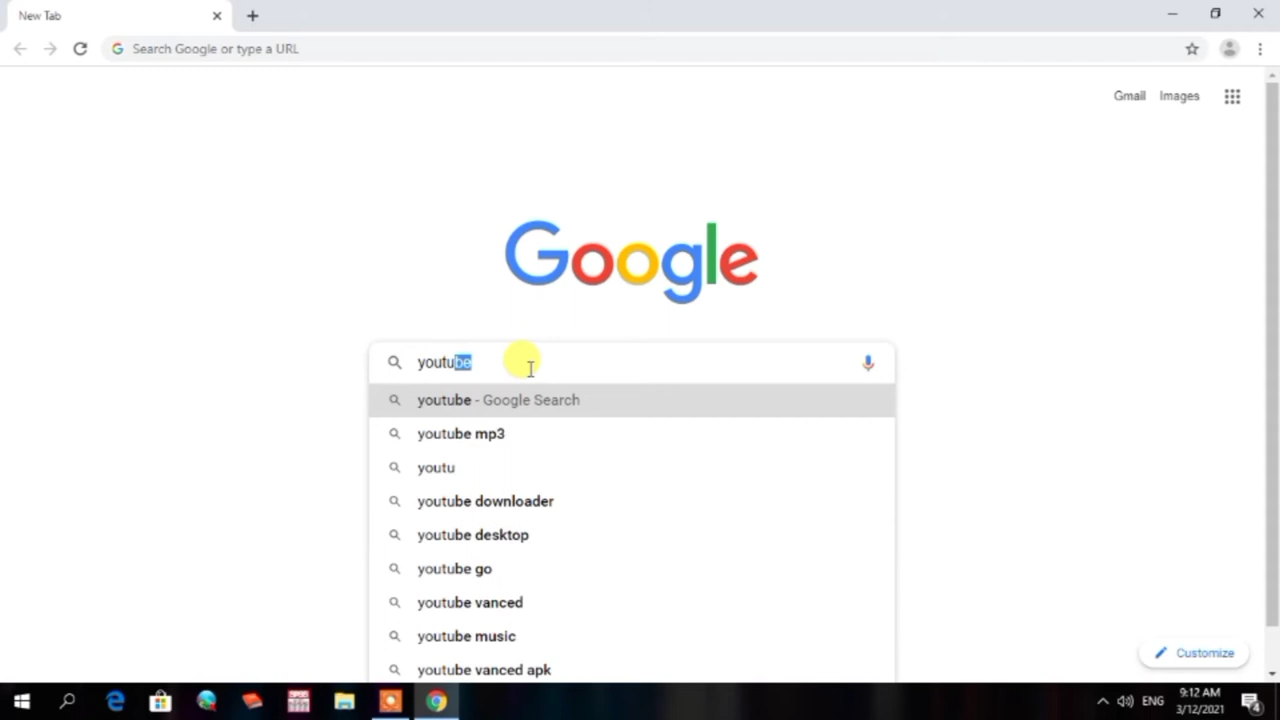 New Tab
Search Google or type a URL
Gmail Images
Google
youtube
youtube - Google Search
youtube mp3
youtu
youtube downloader
youtube desktop
youtube go
youtube vanced
youtube music
youtube vanced apk
Customize
ENG
9:12 AM
3/12/2021
4